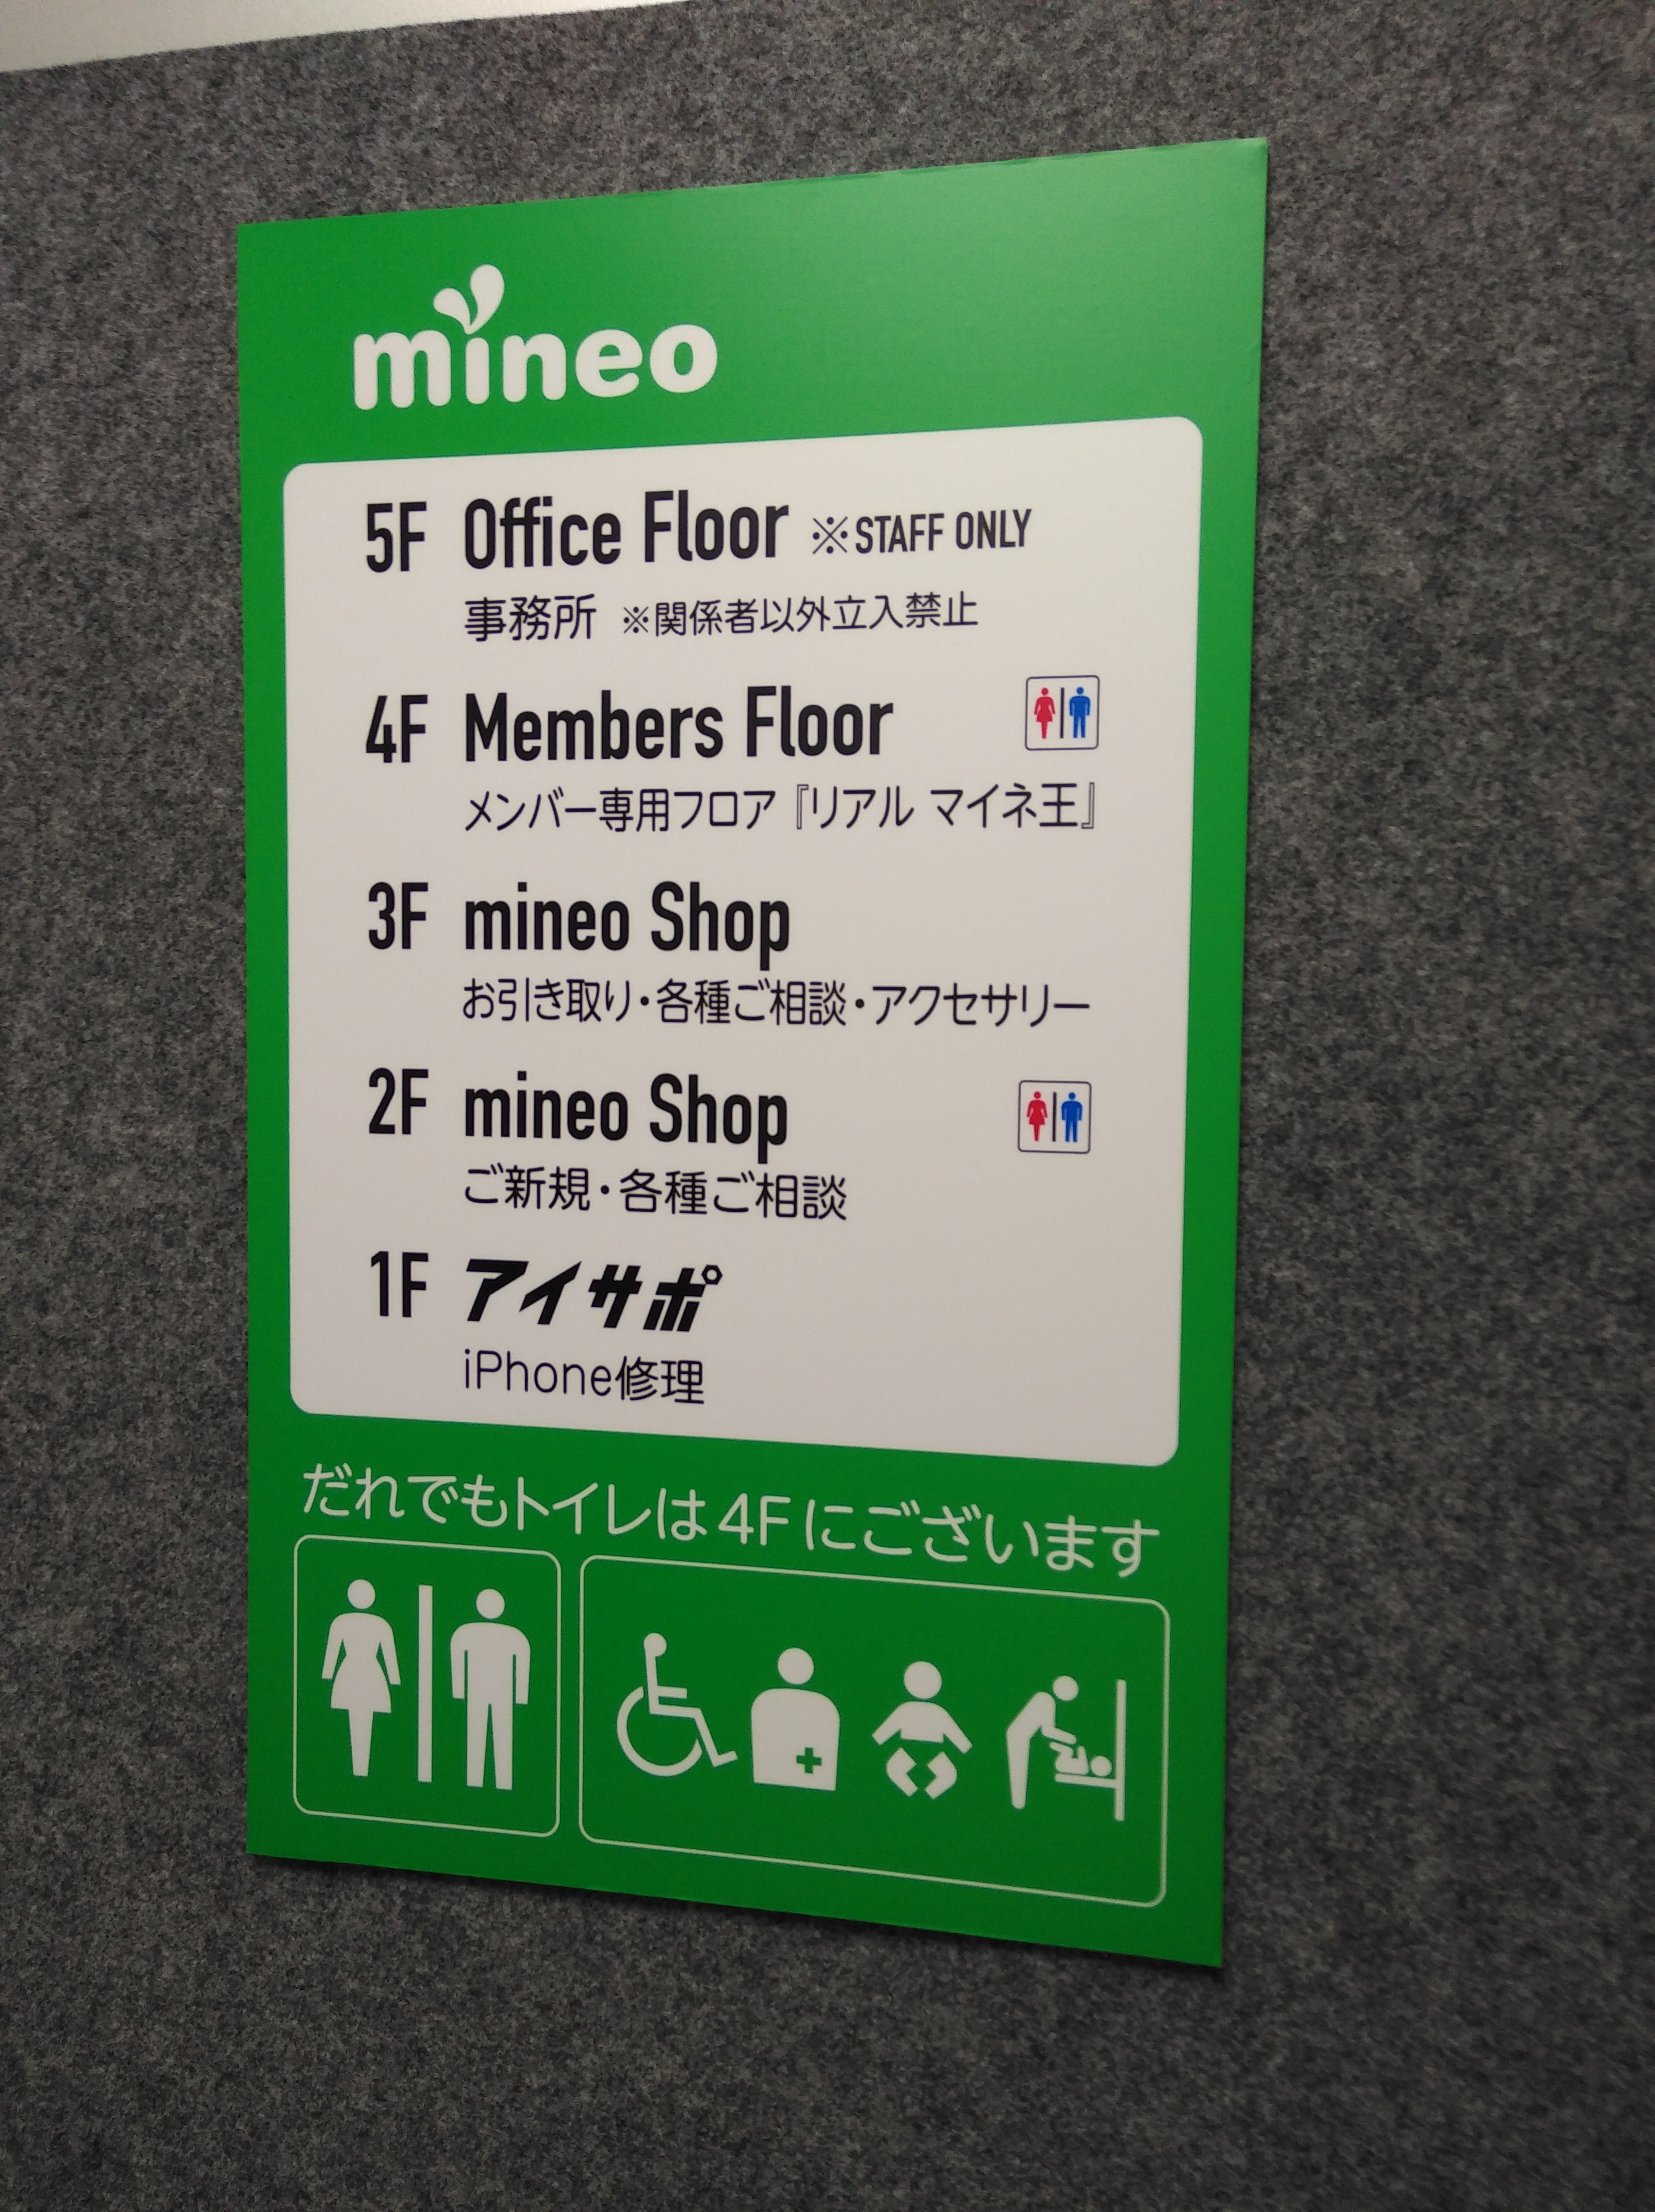 mineo
5F Office Floor ※STAFF ONLY
事務所 ※関係者以外立入禁止
4F Members Floor
メンバー専用フロア『リアル マイネ王』
3F mineo Shop
お引き取り・各種ご相談・アクセサリー
2F mineo Shop
ご新規・各種ご相談
1F アイサポ
iPhone修理
だれでもトイレは4Fにございます